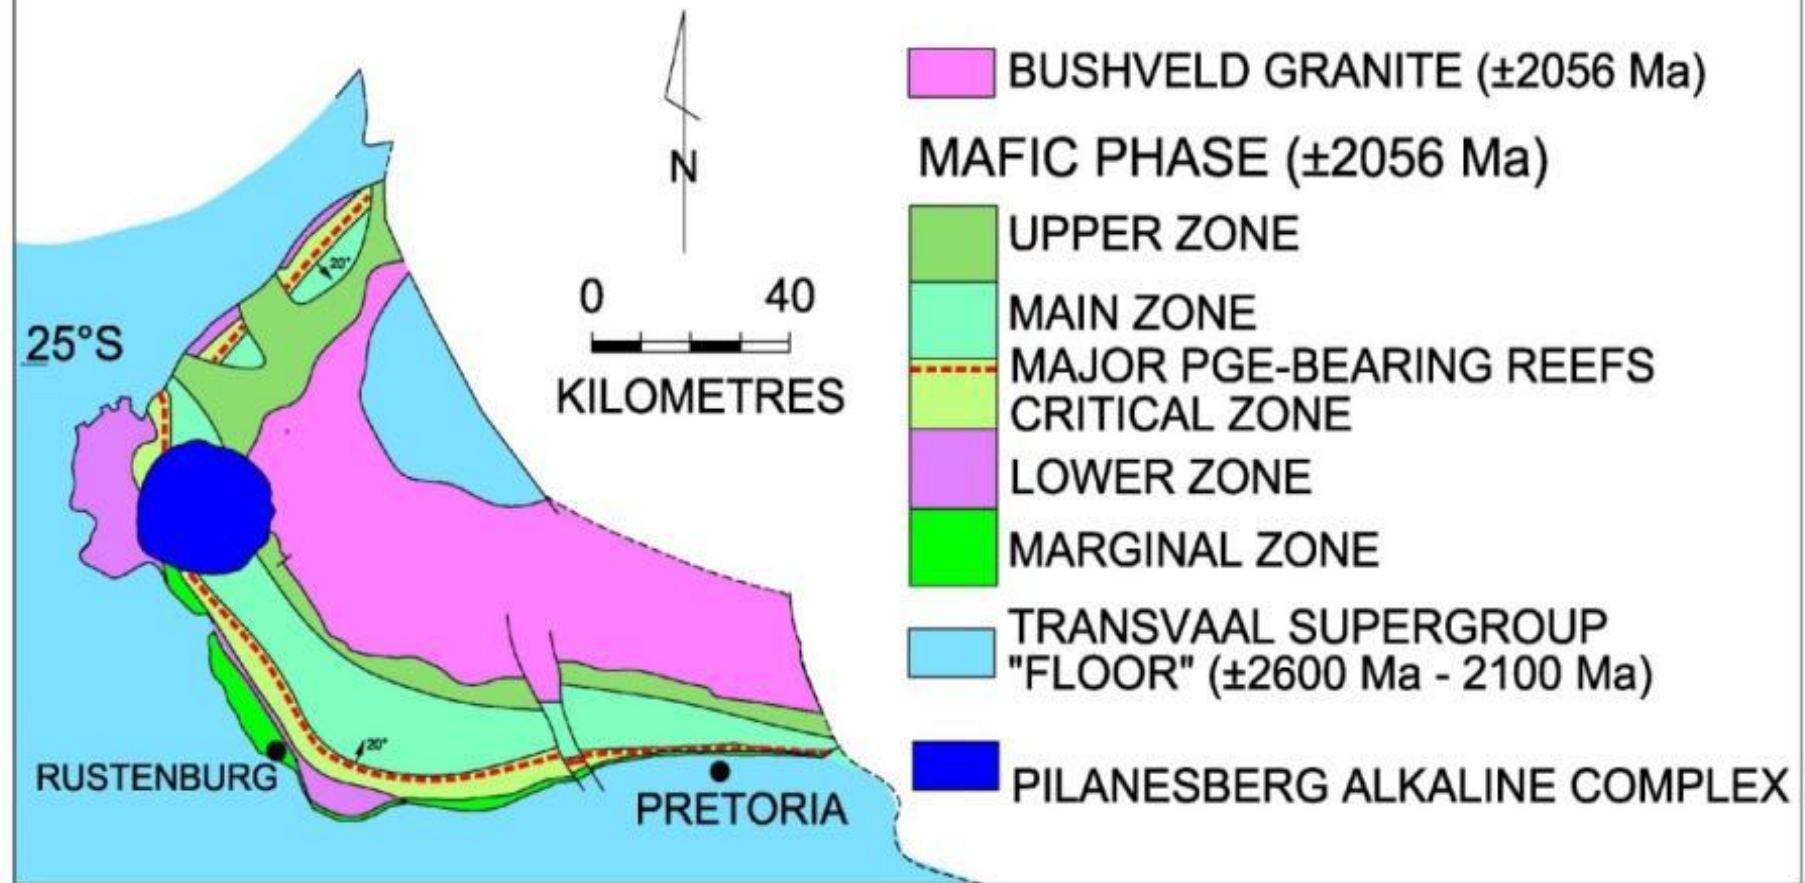 BUSHVELD GRANITE (±2056 Ma)
MAFIC PHASE (±2056 Ma)
N
UPPER ZONE
20°
0 40
25°S
MAIN ZONE
MAJOR PGE-BEARING REEFS
KILOMETRES
CRITICAL ZONE
LOWER ZONE
MARGINAL ZONE
TRANSVAAL SUPERGROUP
"FLOOR" (±2600 Ma - 2100 Ma)
20°
RUSTENBURG
PRETORIA
PILANESBERG ALKALINE COMPLEX